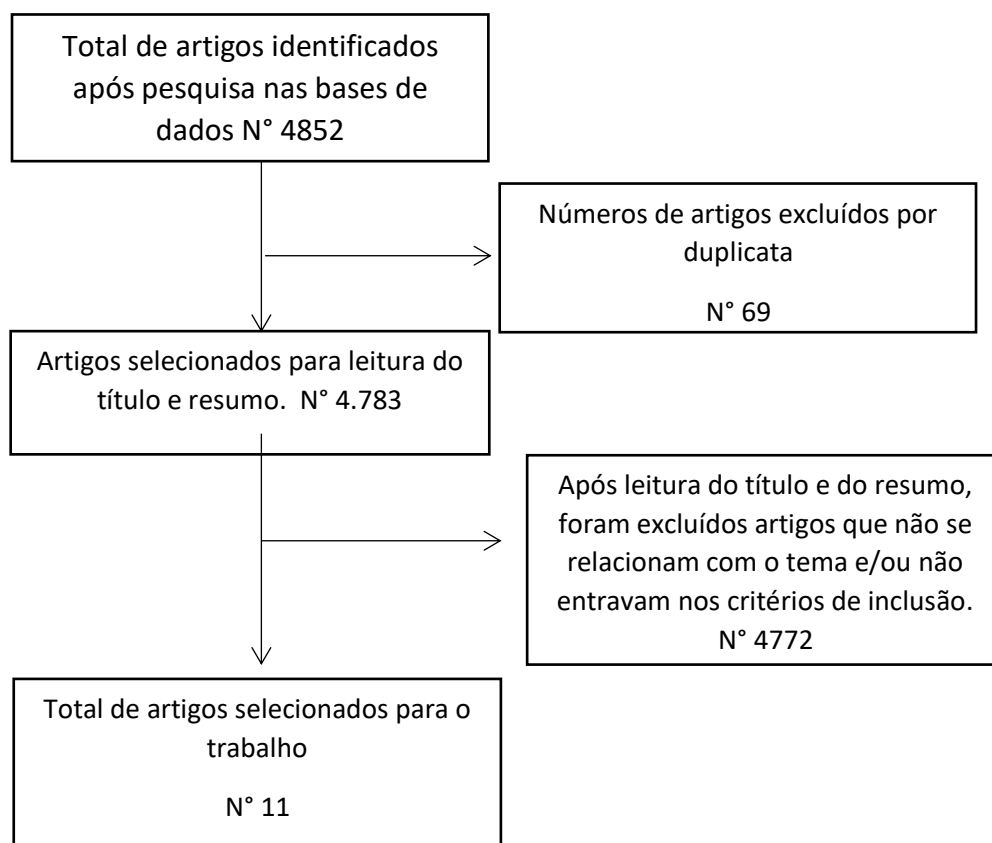 Total de artigos identificados
após pesquisa nas bases de
dados N° 4852
Números de artigos excluídos por
duplicata
N° 69
Artigos selecionados para leitura do
título e resumo. N° 4.783
Após leitura do título e do resumo,
foram excluídos artigos que não se
relacionam com o tema e/ou não
entravam nos critérios de inclusão.
N° 4772
Total de artigos selecionados para o
trabalho
N° 11